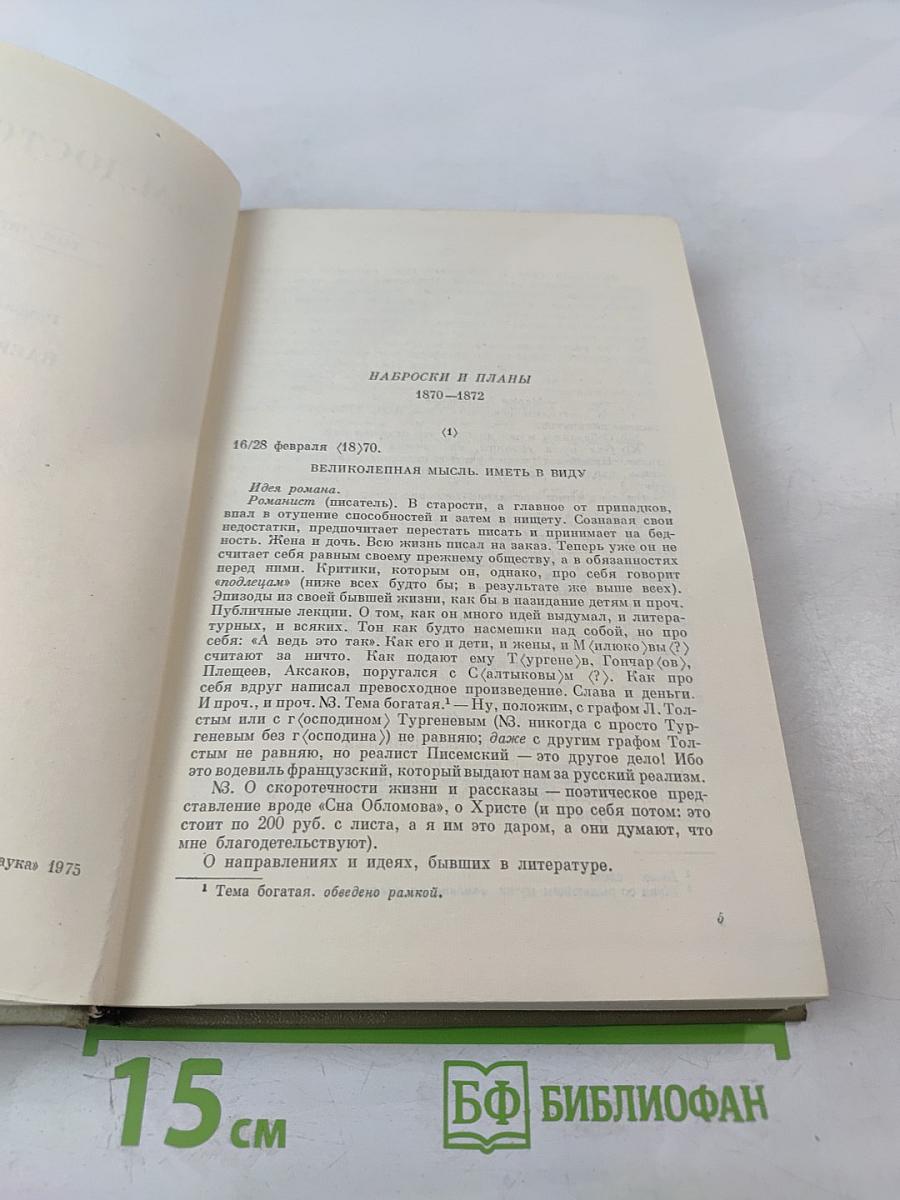 НАБРОСКИ И ПЛАНЫ
1870—1872
⟨1⟩
16/28 февраля ⟨18⟩70.
ВЕЛИКОЛЕПНАЯ МЫСЛЬ. ИМЕТЬ В ВИДУ
Идея романа.
Романист (писатель). В старости, а главное от припадков,
впал в отупение способностей и затем в нищету. Сознавая свои
недостатки, предпочитает перестать писать и принимает на бед-
ность. Жена и дочь. Всю жизнь писал на заказ. Теперь уже он не
считает себя равным своему прежнему обществу, а в обязанностях
перед ними. Критики, которым он, однако, про себя говорит
«подлецам» (ниже всех будто бы; в результате же выше всех).
Эпизоды из своей бывшей жизни, как бы в назидание детям и проч.
Публичные лекции. О том, как он много идей выдумал, и литера-
турных, и всяких. Тон как будто насмешки над собой, но про
себя: «А ведь это так». Как его и дети, и жены, и М⟨илюко⟩вы ⟨?⟩
считают за ничто. Как подают ему Т⟨ургене⟩в, Гончар⟨ов⟩,
Плещеев, Аксаков, поругался с С⟨алтыковы⟩м ⟨?⟩. Как про
себя вдруг написал превосходное произведение. Слава и деньги.
И проч., и проч. NЗ. Тема богатая.¹ — Ну, положим, с графом Л. Тол-
стым или с г⟨осподином⟩ Тургеневым (NЗ. никогда с просто Тур-
геневым без г⟨осподина⟩) не равняю; даже с другим графом Тол-
стым не равняю, но реалист Писемский — это другое дело! Ибо
это водевиль французский, который выдают нам за русский реализм.
NЗ. О скоротечности жизни и рассказы — поэтическое пред-
ставление вроде «Сна Обломова», о Христе (и про себя потом: это
стоит по 200 руб. с листа, а я им это даром, а они думают, что
мне благодетельствуют).
О направлениях и идеях, бывших в литературе.
¹ Тема богатая. обведено рамкой.
5
аука» 1975
15 см
БФ БИБЛИОФАН